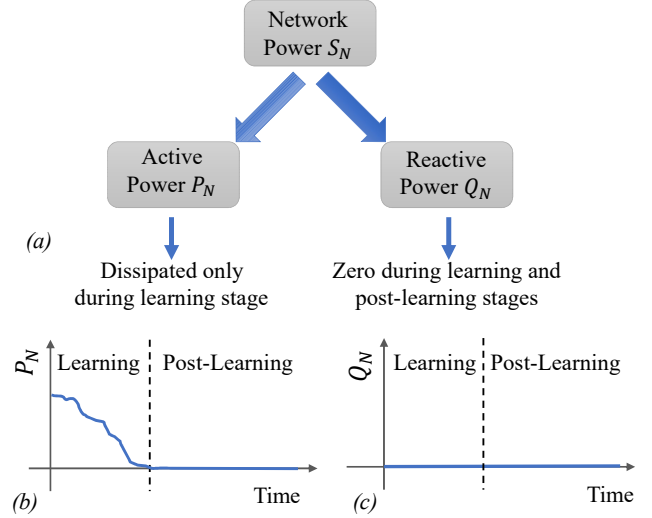 Network
Power S_N
Active
Power P_N
Reactive
Power Q_N
(a)
Dissipated only
during learning stage
Zero during learning and
post-learning stages
P_N
Learning
Post-Learning
(b)
Time
Q_N
Learning
Post-Learning
(c)
Time